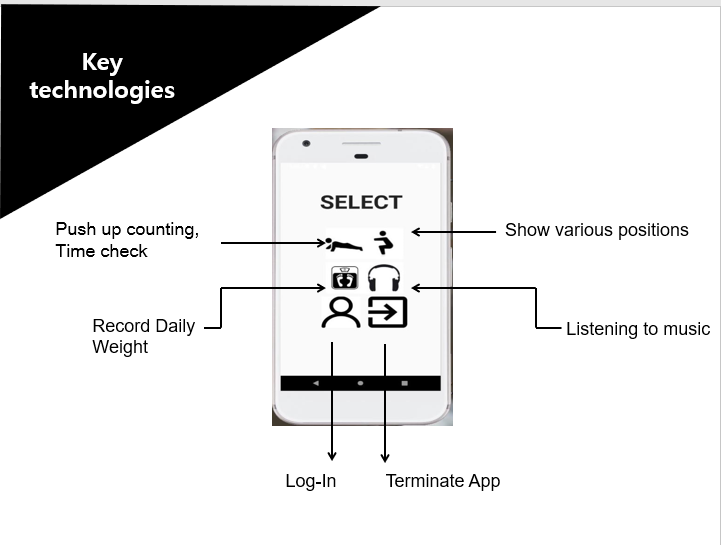 Key
technologies
SELECT
Push up counting,
Time check
Show various positions
Record Daily
Weight
Listening to music
Log-In
Terminate App